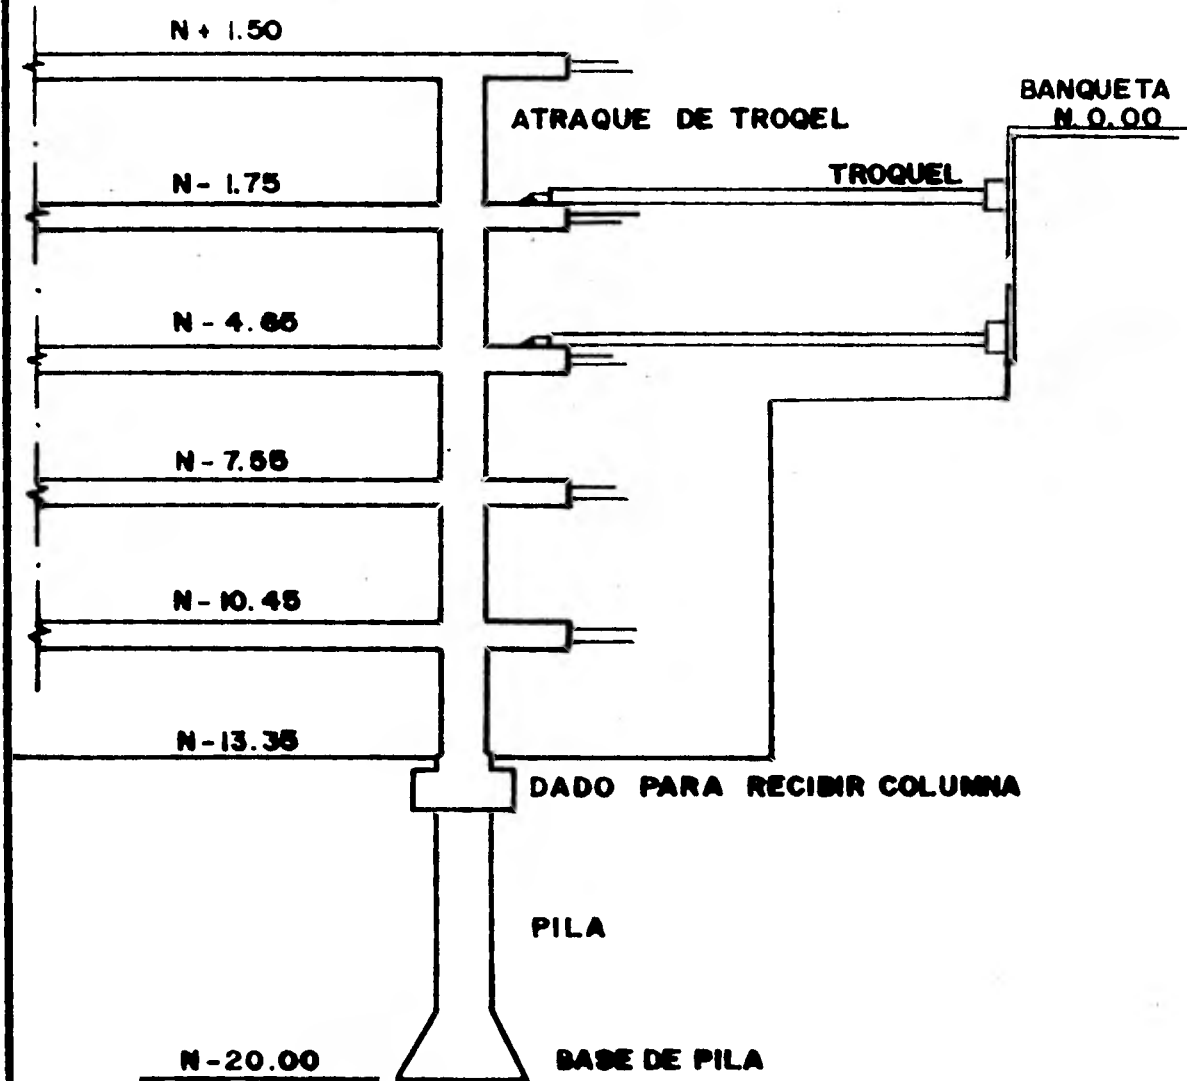 N + 1.50
BANQUETA
N. 0.00
ATRAQUE DE TROQEL
TROQUEL
N - 1.75
N - 4.65
N - 7.55
N - 10.45
N - 13.35
DADO PARA RECIBIR COLUMNA
PILA
N - 20.00
BASE DE PILA